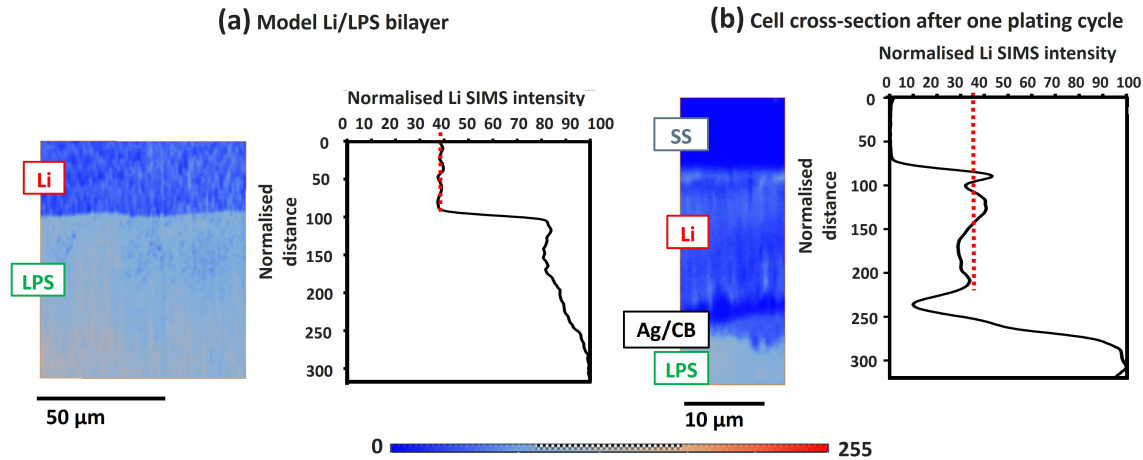 (a) Model Li/LPS bilayer
(b) Cell cross-section after one plating cycle
Normalised Li SIMS intensity
0 10 20 30 40 50 60 70 80 90 100
Normalised
distance
0
50
100
150
200
250
300
Li
LPS
50 µm
Normalised Li SIMS intensity
0 10 20 30 40 50 60 70 80 90 100
Normalised
distance
0
50
100
150
200
250
300
SS
Li
Ag/CB
LPS
10 µm
0
255